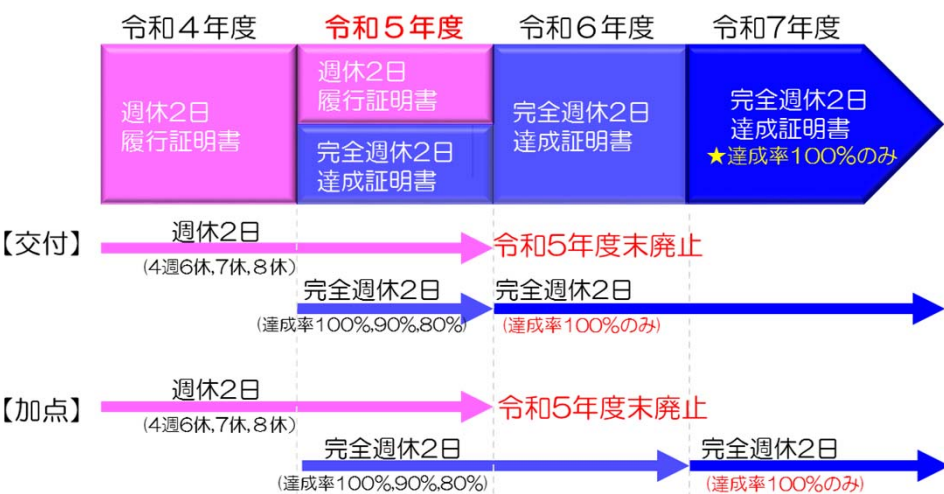 令和４年度
令和５年度
令和６年度
令和７年度
週休2日
履行証明書
週休2日
履行証明書
完全週休2日
達成証明書
完全週休2日
達成証明書
完全週休2日
達成証明書
★達成率100%のみ
【交付】
週休2日
(4週6休,7休,8休)
令和5年度末廃止
完全週休2日
(達成率100%,90%,80%)
完全週休2日
(達成率100%のみ)
【加点】
週休2日
(4週6休,7休,8休)
令和5年度末廃止
完全週休2日
(達成率100%,90%,80%)
完全週休2日
(達成率100%のみ)